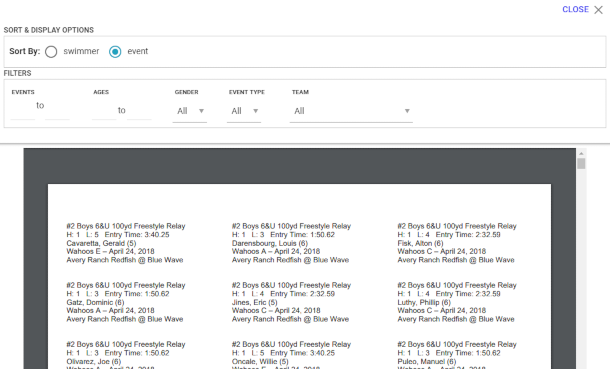 CLOSE
SORT & DISPLAY OPTIONS
Sort By: swimmer event
FILTERS
EVENTS AGES GENDER EVENT TYPE TEAM
to to All All All
#2 Boys 6&U 100yd Freestyle Relay
H: 1 L: 5 Entry Time: 3:40.25
Cavaretta, Gerald (5)
Wahoos E – April 24, 2018
Avery Ranch Redfish @ Blue Wave
#2 Boys 6&U 100yd Freestyle Relay
H: 1 L: 3 Entry Time: 1:50.62
Darensbourg, Louis (6)
Wahoos A – April 24, 2018
Avery Ranch Redfish @ Blue Wave
#2 Boys 6&U 100yd Freestyle Relay
H: 1 L: 4 Entry Time: 2:32.59
Fisk, Alton (6)
Wahoos C – April 24, 2018
Avery Ranch Redfish @ Blue Wave
#2 Boys 6&U 100yd Freestyle Relay
H: 1 L: 3 Entry Time: 1:50.62
Gatz, Dominic (6)
Wahoos A – April 24, 2018
Avery Ranch Redfish @ Blue Wave
#2 Boys 6&U 100yd Freestyle Relay
H: 1 L: 4 Entry Time: 2:32.59
Jines, Eric (5)
Wahoos C – April 24, 2018
Avery Ranch Redfish @ Blue Wave
#2 Boys 6&U 100yd Freestyle Relay
H: 1 L: 4 Entry Time: 2:32.59
Luthy, Phillip (6)
Wahoos C – April 24, 2018
Avery Ranch Redfish @ Blue Wave
#2 Boys 6&U 100yd Freestyle Relay
H: 1 L: 3 Entry Time: 1:50.62
Olivarez, Joe (6)
#2 Boys 6&U 100yd Freestyle Relay
H: 1 L: 5 Entry Time: 3:40.25
Oncale, Willie (5)
#2 Boys 6&U 100yd Freestyle Relay
H: 1 L: 3 Entry Time: 1:50.62
Puleo, Manuel (6)